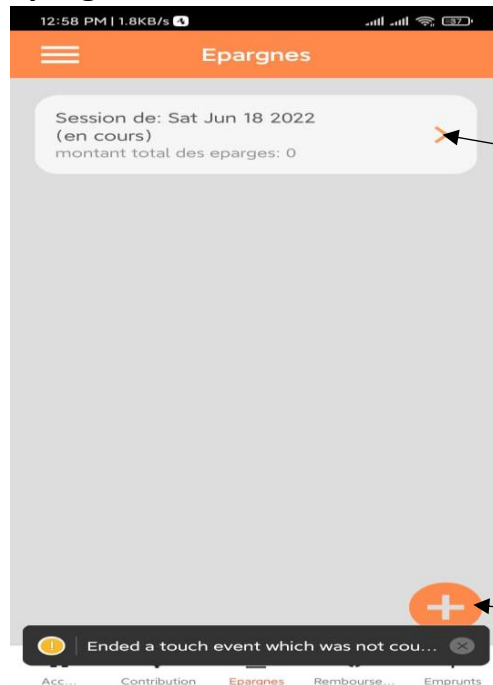 12:58 PM | 1.8KB/s
37
Epargnes
Session de: Sat Jun 18 2022
(en cours)
montant total des eparges: 0
Ended a touch event which was not cou...
Acc... Contribution Epargnes Rembourse... Emprunts